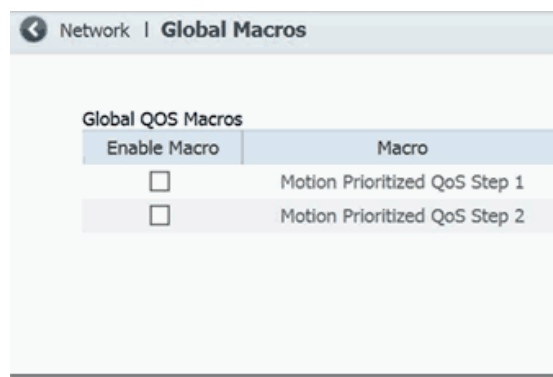 Network | Global Macros
Global QOS Macros
Enable Macro Macro
Motion Prioritized QoS Step 1
Motion Prioritized QoS Step 2